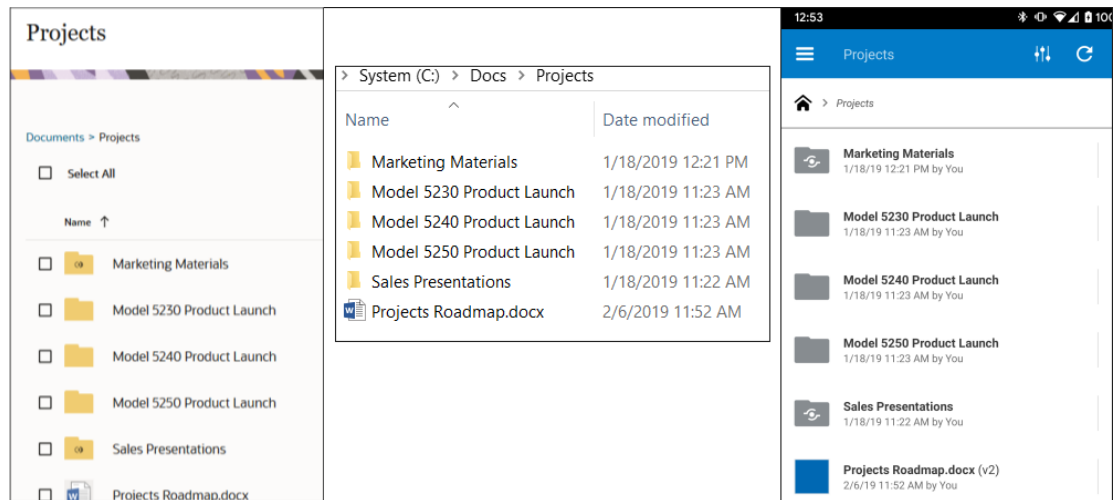 Projects
Documents > Projects
Select All
Name
Marketing Materials
Model 5230 Product Launch
Model 5240 Product Launch
Model 5250 Product Launch
Sales Presentations
Projects Roadmap.docx
> System (C:) > Docs > Projects
Name Date modified
Marketing Materials 1/18/2019 12:21 PM
Model 5230 Product Launch 1/18/2019 11:23 AM
Model 5240 Product Launch 1/18/2019 11:23 AM
Model 5250 Product Launch 1/18/2019 11:23 AM
Sales Presentations 1/18/2019 11:22 AM
Projects Roadmap.docx 2/6/2019 11:52 AM
12:53 100
Projects
> Projects
Marketing Materials
1/18/19 12:21 PM by You
Model 5230 Product Launch
1/18/19 11:23 AM by You
Model 5240 Product Launch
1/18/19 11:23 AM by You
Model 5250 Product Launch
1/18/19 11:23 AM by You
Sales Presentations
1/18/19 11:22 AM by You
Projects Roadmap.docx (v2)
2/6/19 11:52 AM by You